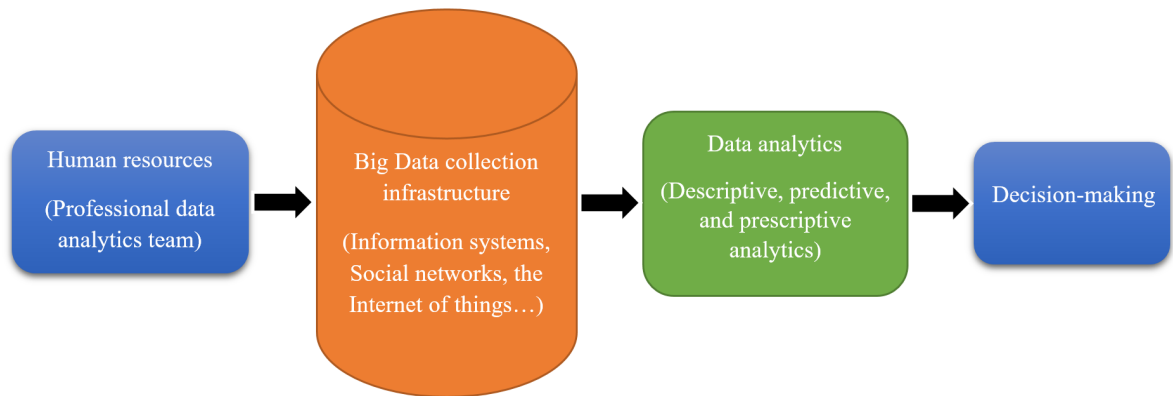 Human resources
(Professional data
analytics team)
Big Data collection
infrastructure
(Information systems,
Social networks, the
Internet of things…)
Data analytics
(Descriptive, predictive,
and prescriptive
analytics)
Decision-making